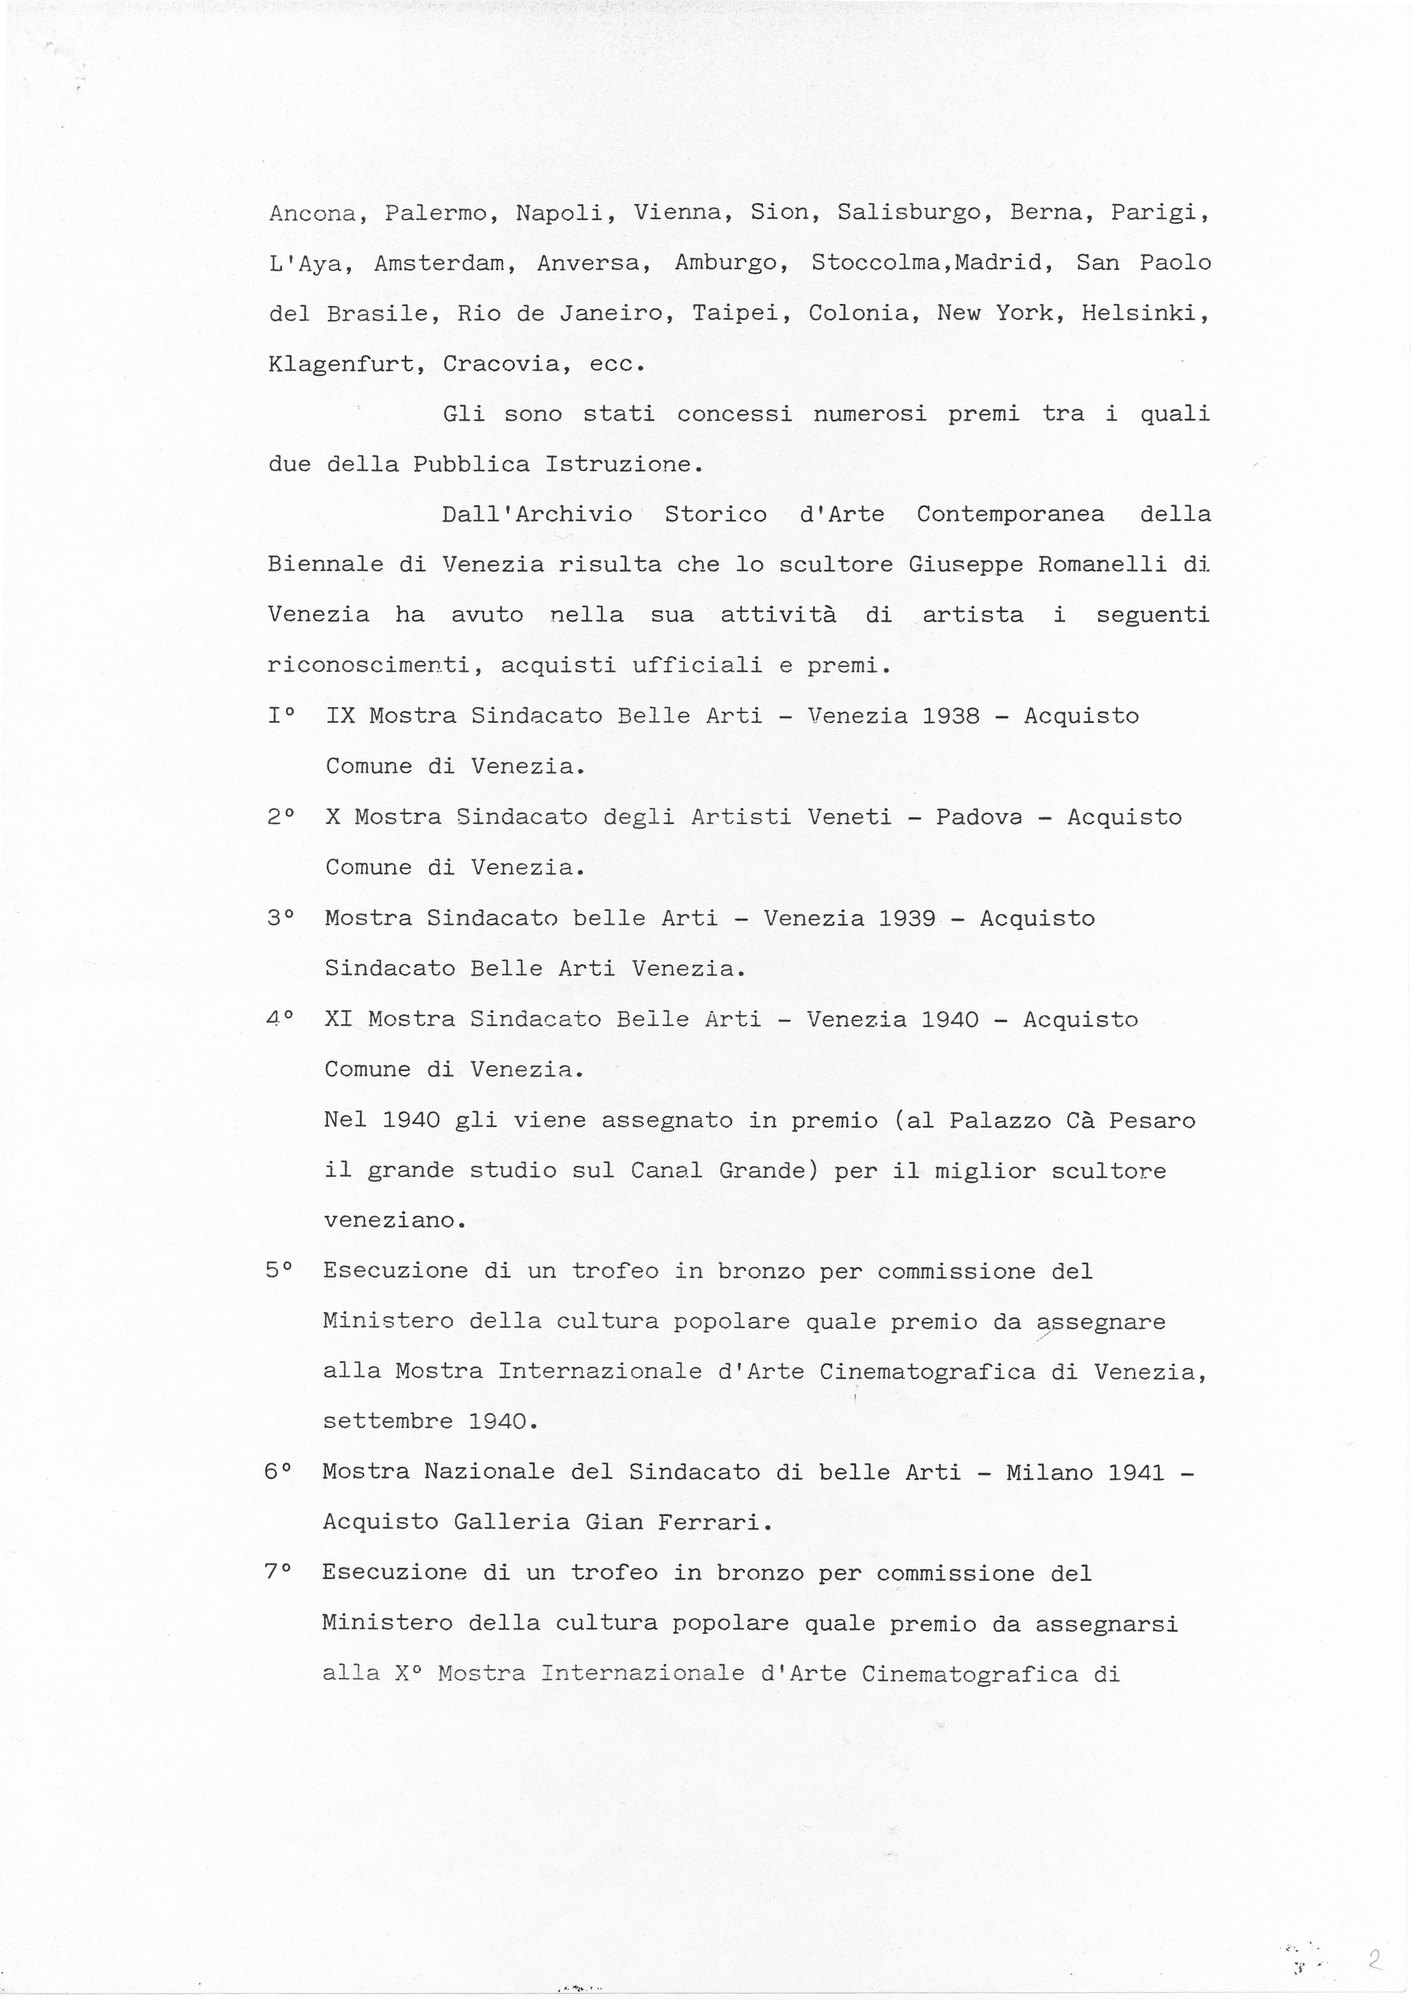 Ancona, Palermo, Napoli, Vienna, Sion, Salisburgo, Berna, Parigi,
L'Aya, Amsterdam, Anversa, Amburgo, Stoccolma,Madrid, San Paolo
del Brasile, Rio de Janeiro, Taipei, Colonia, New York, Helsinki,
Klagenfurt, Cracovia, ecc.
Gli sono stati concessi numerosi premi tra i quali
due della Pubblica Istruzione.
Dall'Archivio Storico d'Arte Contemporanea della
Biennale di Venezia risulta che lo scultore Giuseppe Romanelli di
Venezia ha avuto nella sua attività di artista i seguenti
riconoscimenti, acquisti ufficiali e premi.
I° IX Mostra Sindacato Belle Arti - Venezia 1938 - Acquisto
Comune di Venezia.
2° X Mostra Sindacato degli Artisti Veneti - Padova - Acquisto
Comune di Venezia.
3° Mostra Sindacato belle Arti - Venezia 1939 - Acquisto
Sindacato Belle Arti Venezia.
4° XI Mostra Sindacato Belle Arti - Venezia 1940 - Acquisto
Comune di Venezia.
Nel 1940 gli viene assegnato in premio (al Palazzo Cà Pesaro
il grande studio sul Canal Grande) per il miglior scultore
veneziano.
5° Esecuzione di un trofeo in bronzo per commissione del
Ministero della cultura popolare quale premio da assegnare
alla Mostra Internazionale d'Arte Cinematografica di Venezia,
settembre 1940.
6° Mostra Nazionale del Sindacato di belle Arti - Milano 1941 -
Acquisto Galleria Gian Ferrari.
7° Esecuzione di un trofeo in bronzo per commissione del
Ministero della cultura popolare quale premio da assegnarsi
alla X° Mostra Internazionale d'Arte Cinematografica di
2